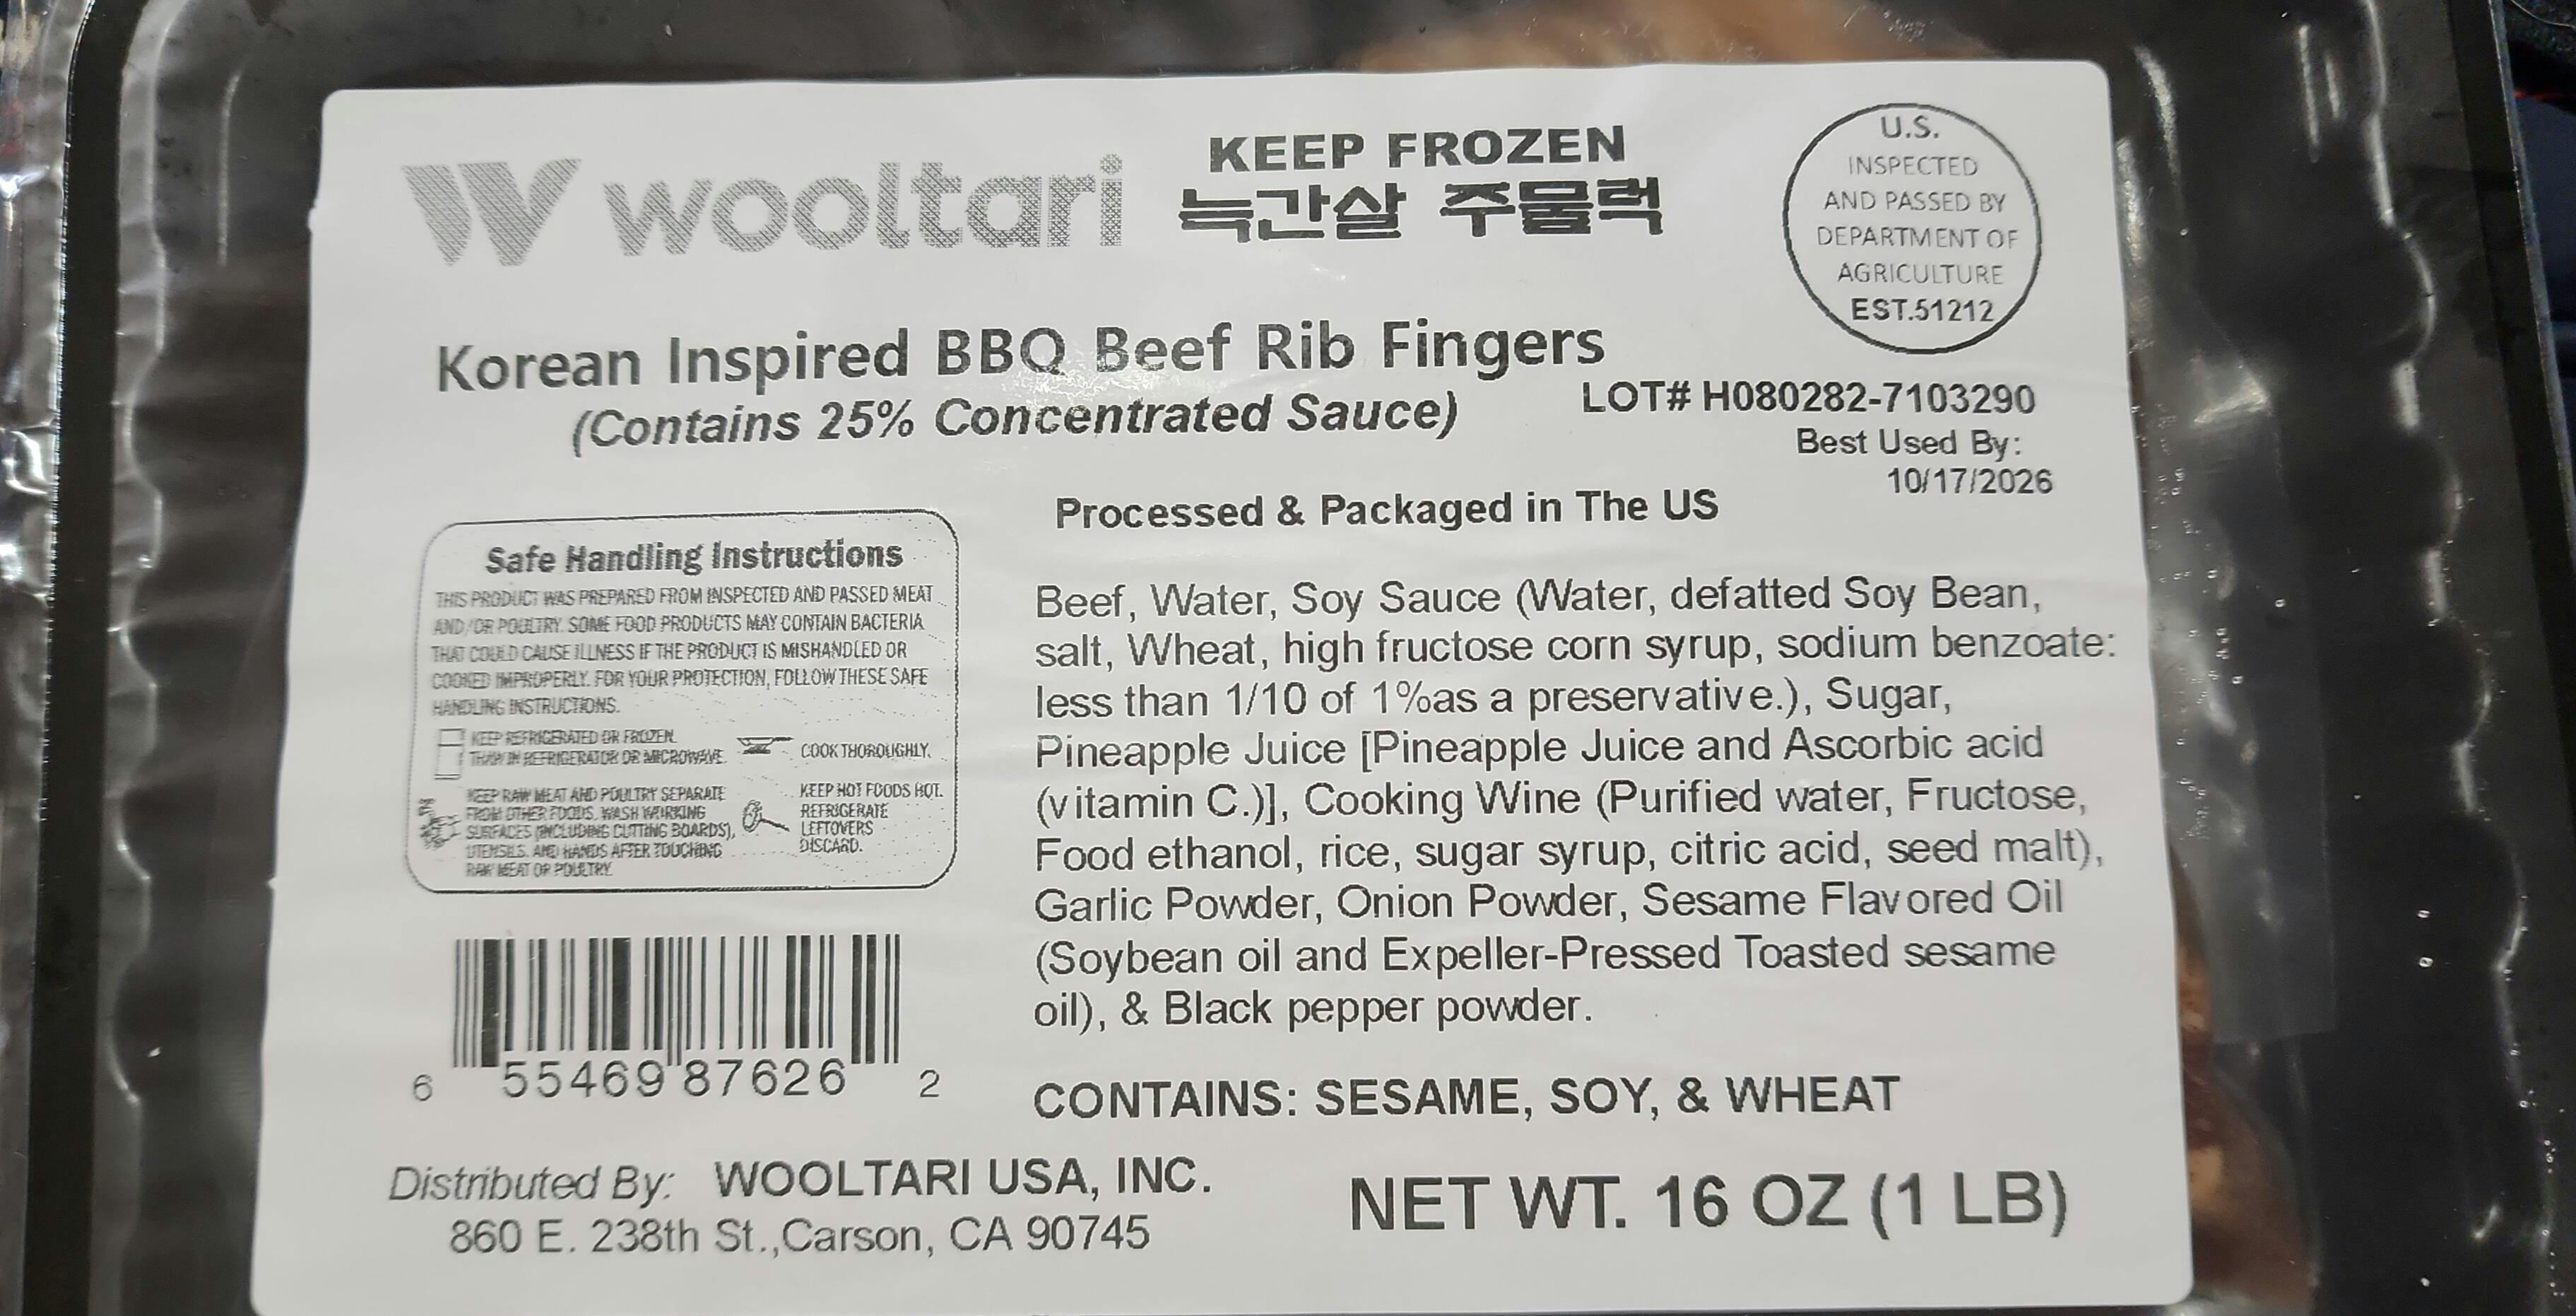 wooltari
KEEP FROZEN
늑간살 주물럭
U.S.
INSPECTED
AND PASSED BY
DEPARTMENT OF
AGRICULTURE
EST.51212
Korean Inspired BBQ Beef Rib Fingers
(Contains 25% Concentrated Sauce)
LOT# H080282-7103290
Best Used By:
10/17/2026
Processed & Packaged in The US
Safe Handling Instructions
THIS PRODUCT WAS PREPARED FROM INSPECTED AND PASSED MEAT
AND/OR POULTRY. SOME FOOD PRODUCTS MAY CONTAIN BACTERIA
THAT COULD CAUSE ILLNESS IF THE PRODUCT IS MISHANDLED OR
COOKED IMPROPERLY. FOR YOUR PROTECTION, FOLLOW THESE SAFE
HANDLING INSTRUCTIONS.
KEEP REFRIGERATED OR FROZEN.
THAW IN REFRIGERATOR OR MICROWAVE.
COOK THOROUGHLY.
KEEP RAW MEAT AND POULTRY SEPARATE
FROM OTHER FOODS. WASH WORKING
SURFACES (INCLUDING CUTTING BOARDS),
UTENSILS, AND HANDS AFTER TOUCHING
RAW MEAT OR POULTRY.
KEEP HOT FOODS HOT.
REFRIGERATE
LEFTOVERS
DISCARD.
Beef, Water, Soy Sauce (Water, defatted Soy Bean,
salt, Wheat, high fructose corn syrup, sodium benzoate:
less than 1/10 of 1%as a preservative.), Sugar,
Pineapple Juice [Pineapple Juice and Ascorbic acid
(vitamin C.)], Cooking Wine (Purified water, Fructose,
Food ethanol, rice, sugar syrup, citric acid, seed malt),
Garlic Powder, Onion Powder, Sesame Flavored Oil
(Soybean oil and Expeller-Pressed Toasted sesame
oil), & Black pepper powder.
6 55469 87626 2
CONTAINS: SESAME, SOY, & WHEAT
Distributed By: WOOLTARI USA, INC.
860 E. 238th St.,Carson, CA 90745
NET WT. 16 OZ (1 LB)